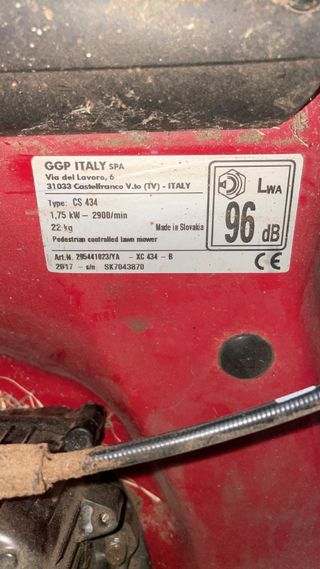 GGP ITALY SPA
Via del Lavoro, 6
31033 Castelfranco V.to (TV) - ITALY
Type: CS 434
1,75 kW - 2900/min
22 kg Made in Slovakia
Pedestrian controlled lawn mower
Art.N. 295441023/YA - XC 434 - B
2017 - s/n SK7043870
LWA
96 dB
CE